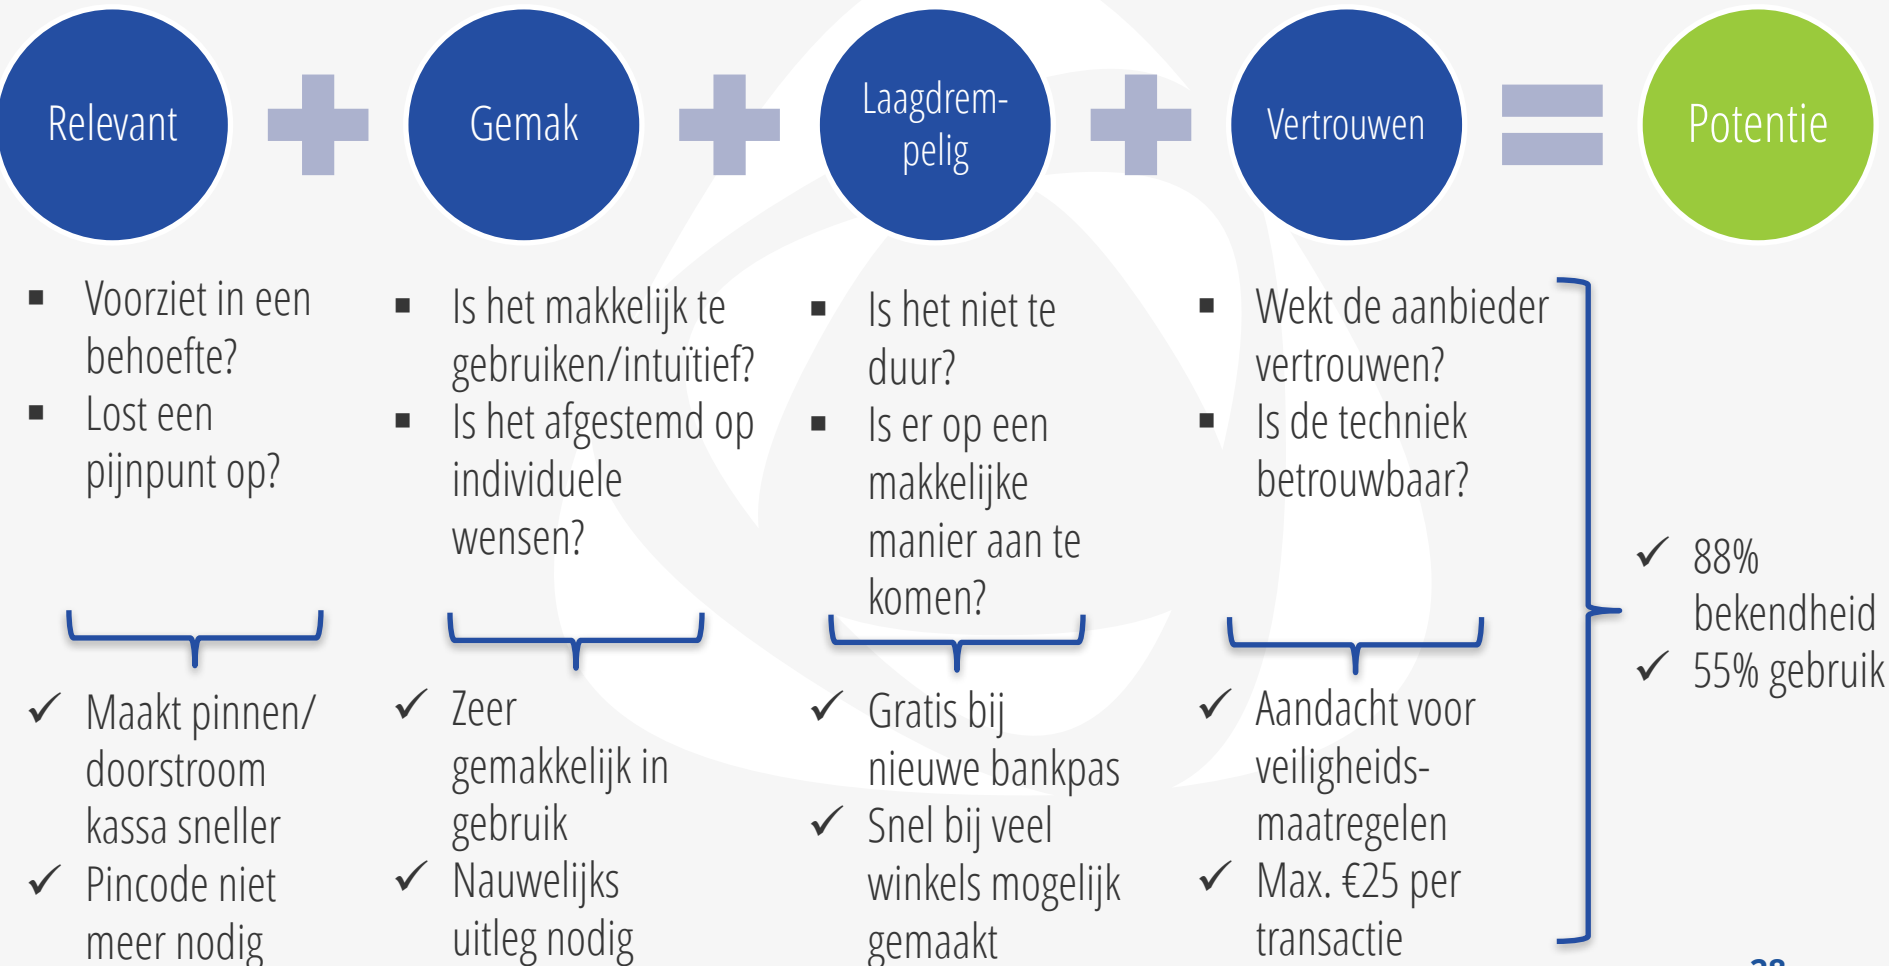 Relevant
Gemak
Laagdrem-
pelig
Vertrouwen
Potentie
▪ Voorziet in een
behoefte?
▪ Lost een
pijnpunt op?
▪ Is het makkelijk te
gebruiken/intuïtief?
▪ Is het afgestemd op
individuele
wensen?
▪ Is het niet te
duur?
▪ Is er op een
makkelijke
manier aan te
komen?
▪ Wekt de aanbieder
vertrouwen?
▪ Is de techniek
betrouwbaar?
✓ Maakt pinnen/
doorstroom
kassa sneller
✓ Pincode niet
meer nodig
✓ Zeer
gemakkelijk in
gebruik
✓ Nauwelijks
uitleg nodig
✓ Gratis bij
nieuwe bankpas
✓ Snel bij veel
winkels mogelijk
gemaakt
✓ Aandacht voor
veiligheids-
maatregelen
✓ Max. €25 per
transactie
✓ 88%
bekendheid
✓ 55% gebruik